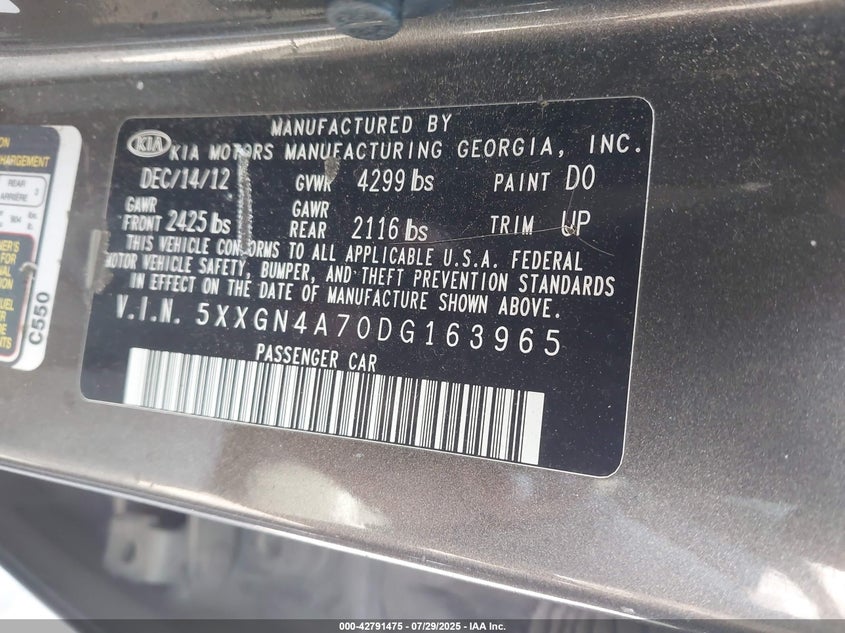 MANUFACTURED BY
KIA KIA MOTORS MANUFACTURING GEORGIA, INC.
DEC/14/12 GVWR 4299 lbs PAINT D0
GAWR FRONT 2425 lbs GAWR REAR 2116 lbs TRIM UP
THIS VEHICLE CONFORMS TO ALL APPLICABLE U.S.A. FEDERAL
MOTOR VEHICLE SAFETY, BUMPER, AND THEFT PREVENTION STANDARDS
IN EFFECT ON THE DATE OF MANUFACTURE SHOWN ABOVE.
V.I.N. 5XXGN4A70DG163965
PASSENGER CAR
REAR
ARRIÈRE
C550
000-42791475 - 07/29/2025 - IAA Inc.